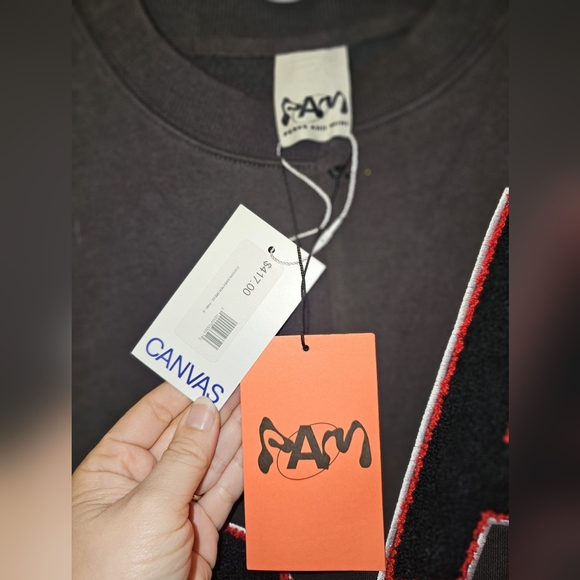 PAM
PERKS AND MINI
$417.00
CANVAS
PAM